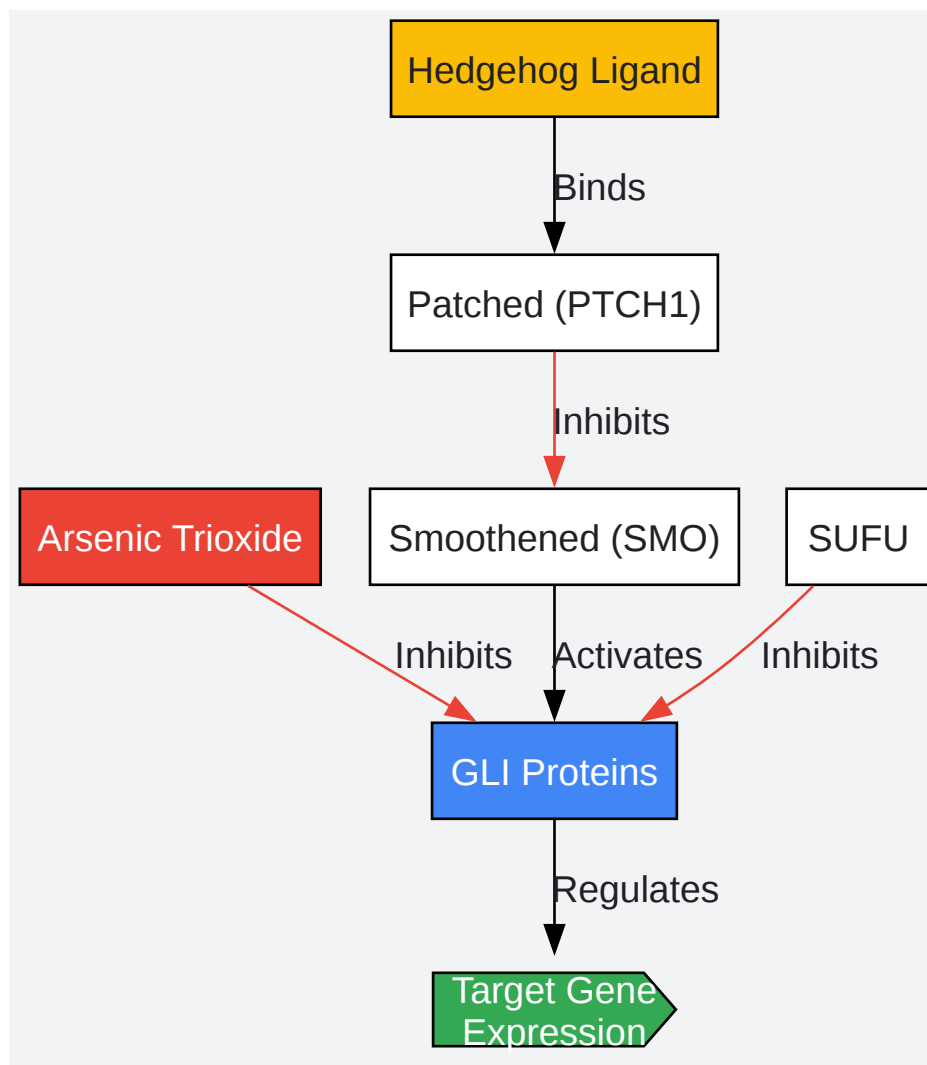 Hedgehog Ligand
Binds
Patched (PTCH1)
Inhibits
Arsenic Trioxide
Smoothened (SMO)
SUFU
Inhibits
Activates
Inhibits
GLI Proteins
Regulates
Target Gene
Expression